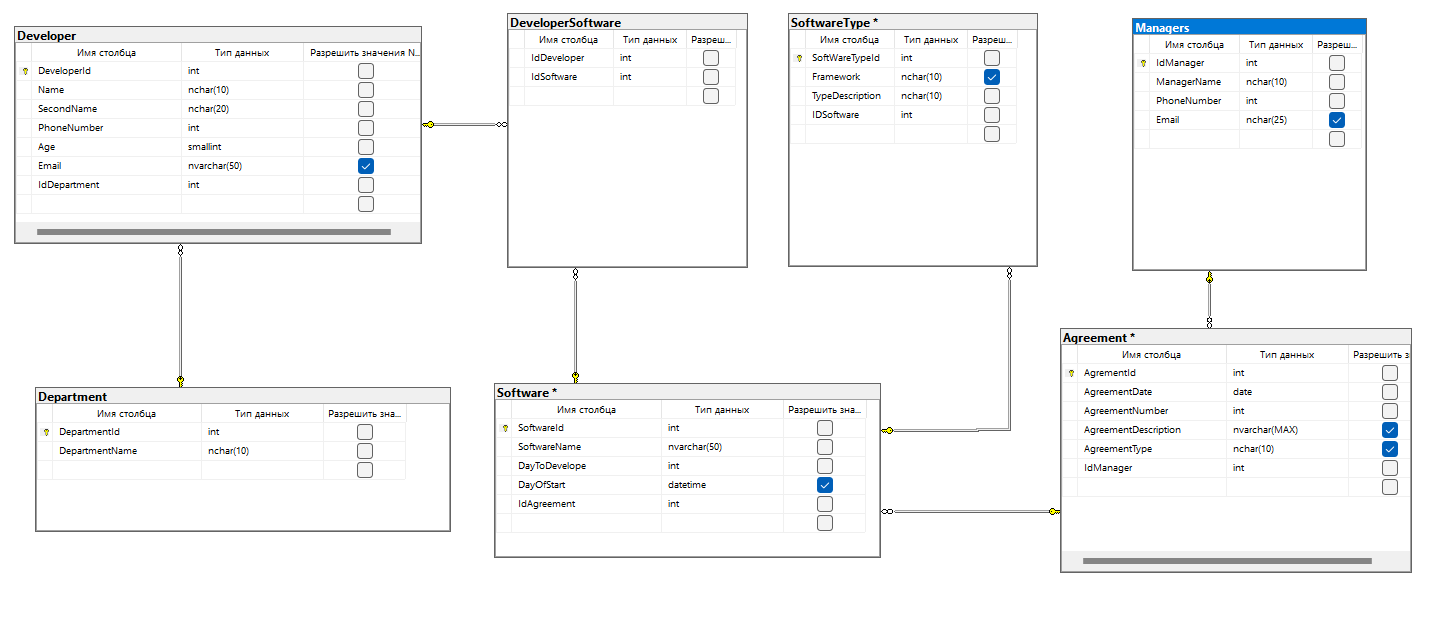 Developer
Имя столбца Тип данных Разрешить значения N...
DeveloperId int
Name nchar(10)
SecondName nchar(20)
PhoneNumber int
Age smallint
Email nvarchar(50)
IdDepartment int
DeveloperSoftware
Имя столбца Тип данных Разреш...
IdDeveloper int
IdSoftware int
SoftwareType *
Имя столбца Тип данных Разреш...
SoftWareTypeId int
Framework nchar(10)
TypeDescription nchar(10)
IDSoftware int
Managers
Имя столбца Тип данных Разреш...
IdManager int
ManagerName nchar(10)
PhoneNumber int
Email nchar(25)
Department
Имя столбца Тип данных Разрешить зна...
DepartmentId int
DepartmentName nchar(10)
Software *
Имя столбца Тип данных Разрешить зна...
SoftwareId int
SoftwareName nvarchar(50)
DayToDevelope int
DayOfStart datetime
IdAgreement int
Agreement *
Имя столбца Тип данных Разрешить з
AgrementId int
AgreementDate date
AgreementNumber int
AgreementDescription nvarchar(MAX)
AgreementType nchar(10)
IdManager int